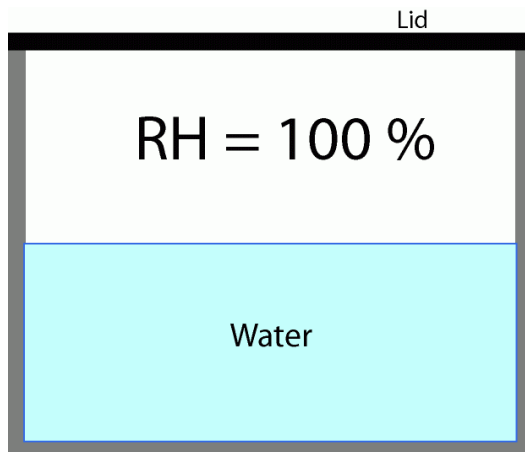 Lid
RH = 100 %
Water